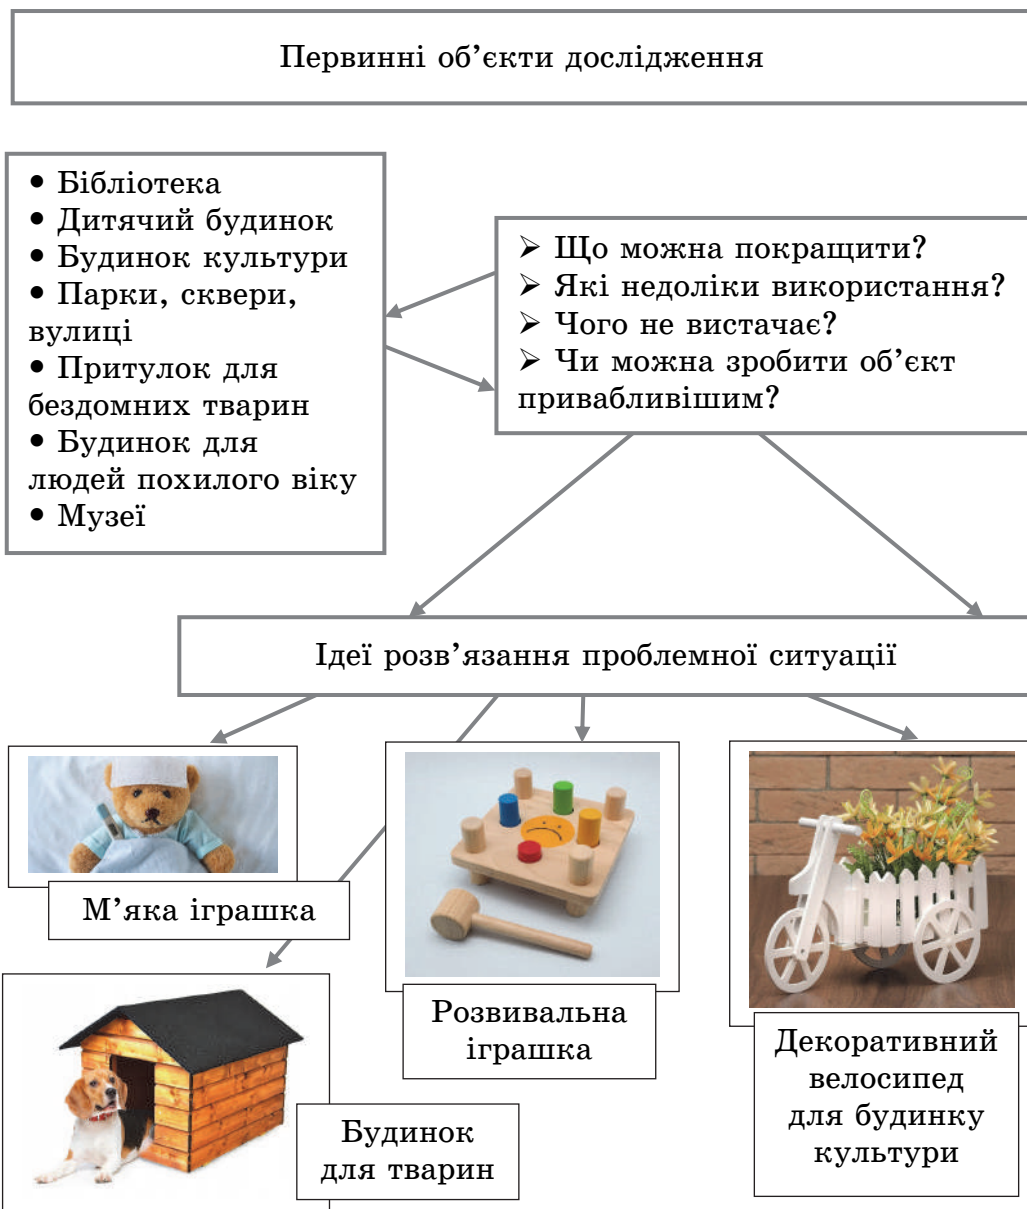 Первинні об’єкти дослідження
• Бібліотека
• Дитячий будинок
• Будинок культури
• Парки, сквери,
вулиці
• Притулок для
бездомних тварин
• Будинок для
людей похилого віку
• Музеї
➢ Що можна покращити?
➢ Які недоліки використання?
➢ Чого не вистачає?
➢ Чи можна зробити об’єкт
привабливішим?
Ідеї розв’язання проблемної ситуації
М’яка іграшка
Розвивальна
іграшка
Декоративний
велосипед
для будинку
культури
Будинок
для тварин